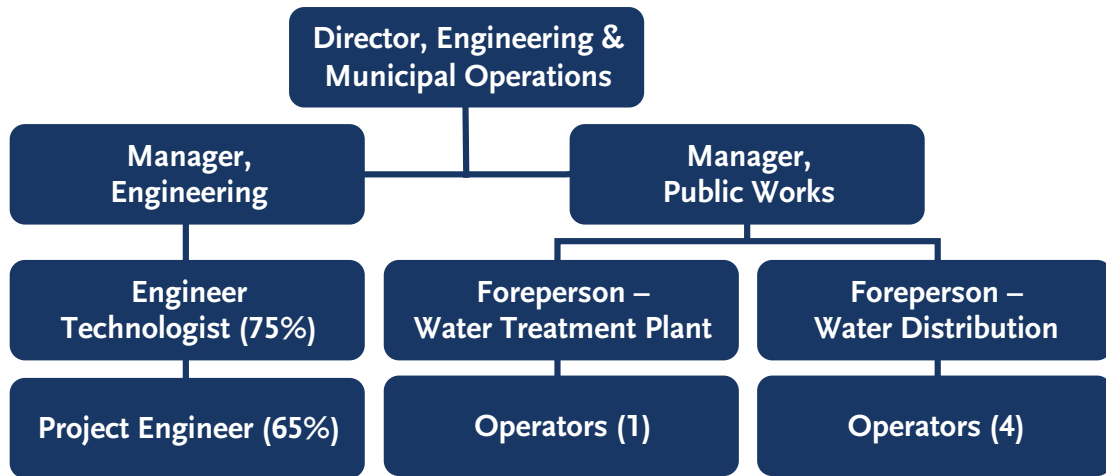 Director, Engineering &
Municipal Operations
Manager,
Engineering
Manager,
Public Works
Engineer
Technologist (75%)
Foreperson –
Water Treatment Plant
Foreperson –
Water Distribution
Project Engineer (65%)
Operators (1)
Operators (4)